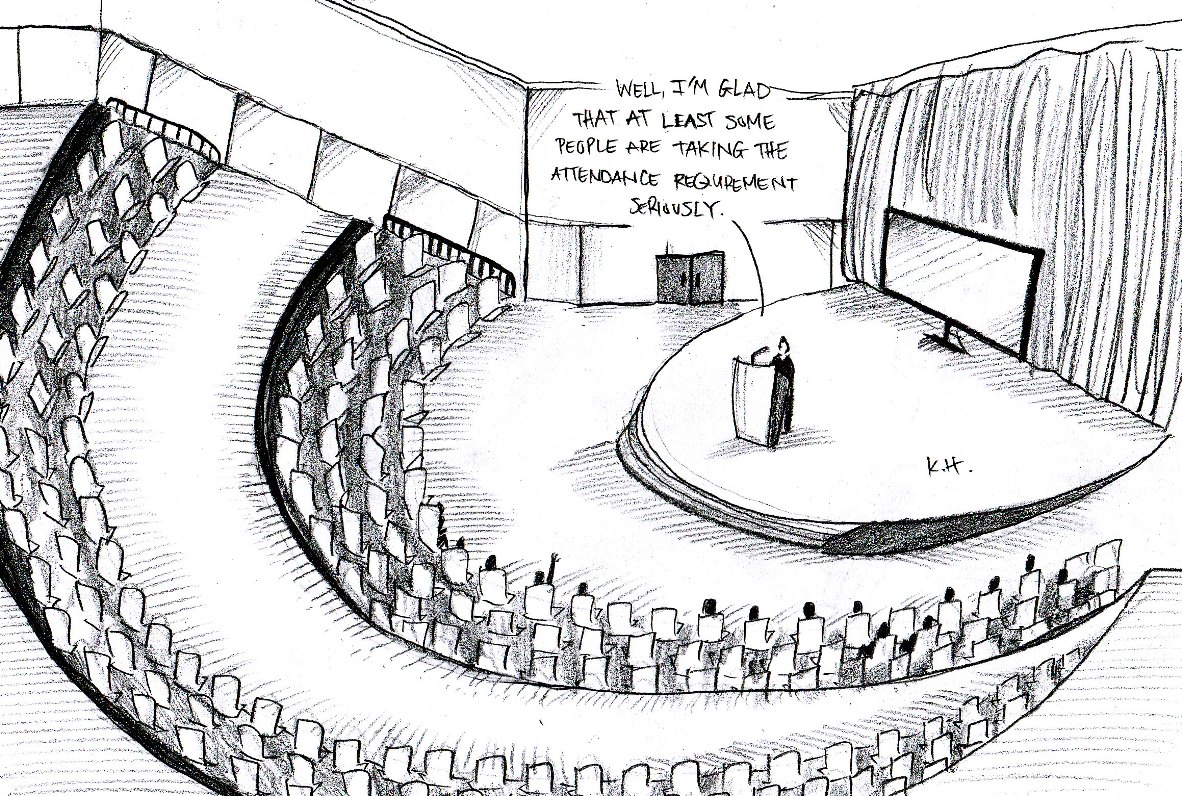 WELL, I'M GLAD
THAT AT LEAST SOME
PEOPLE ARE TAKING THE
ATTENDANCE REQUIREMENT
SERIOUSLY.
K.H.